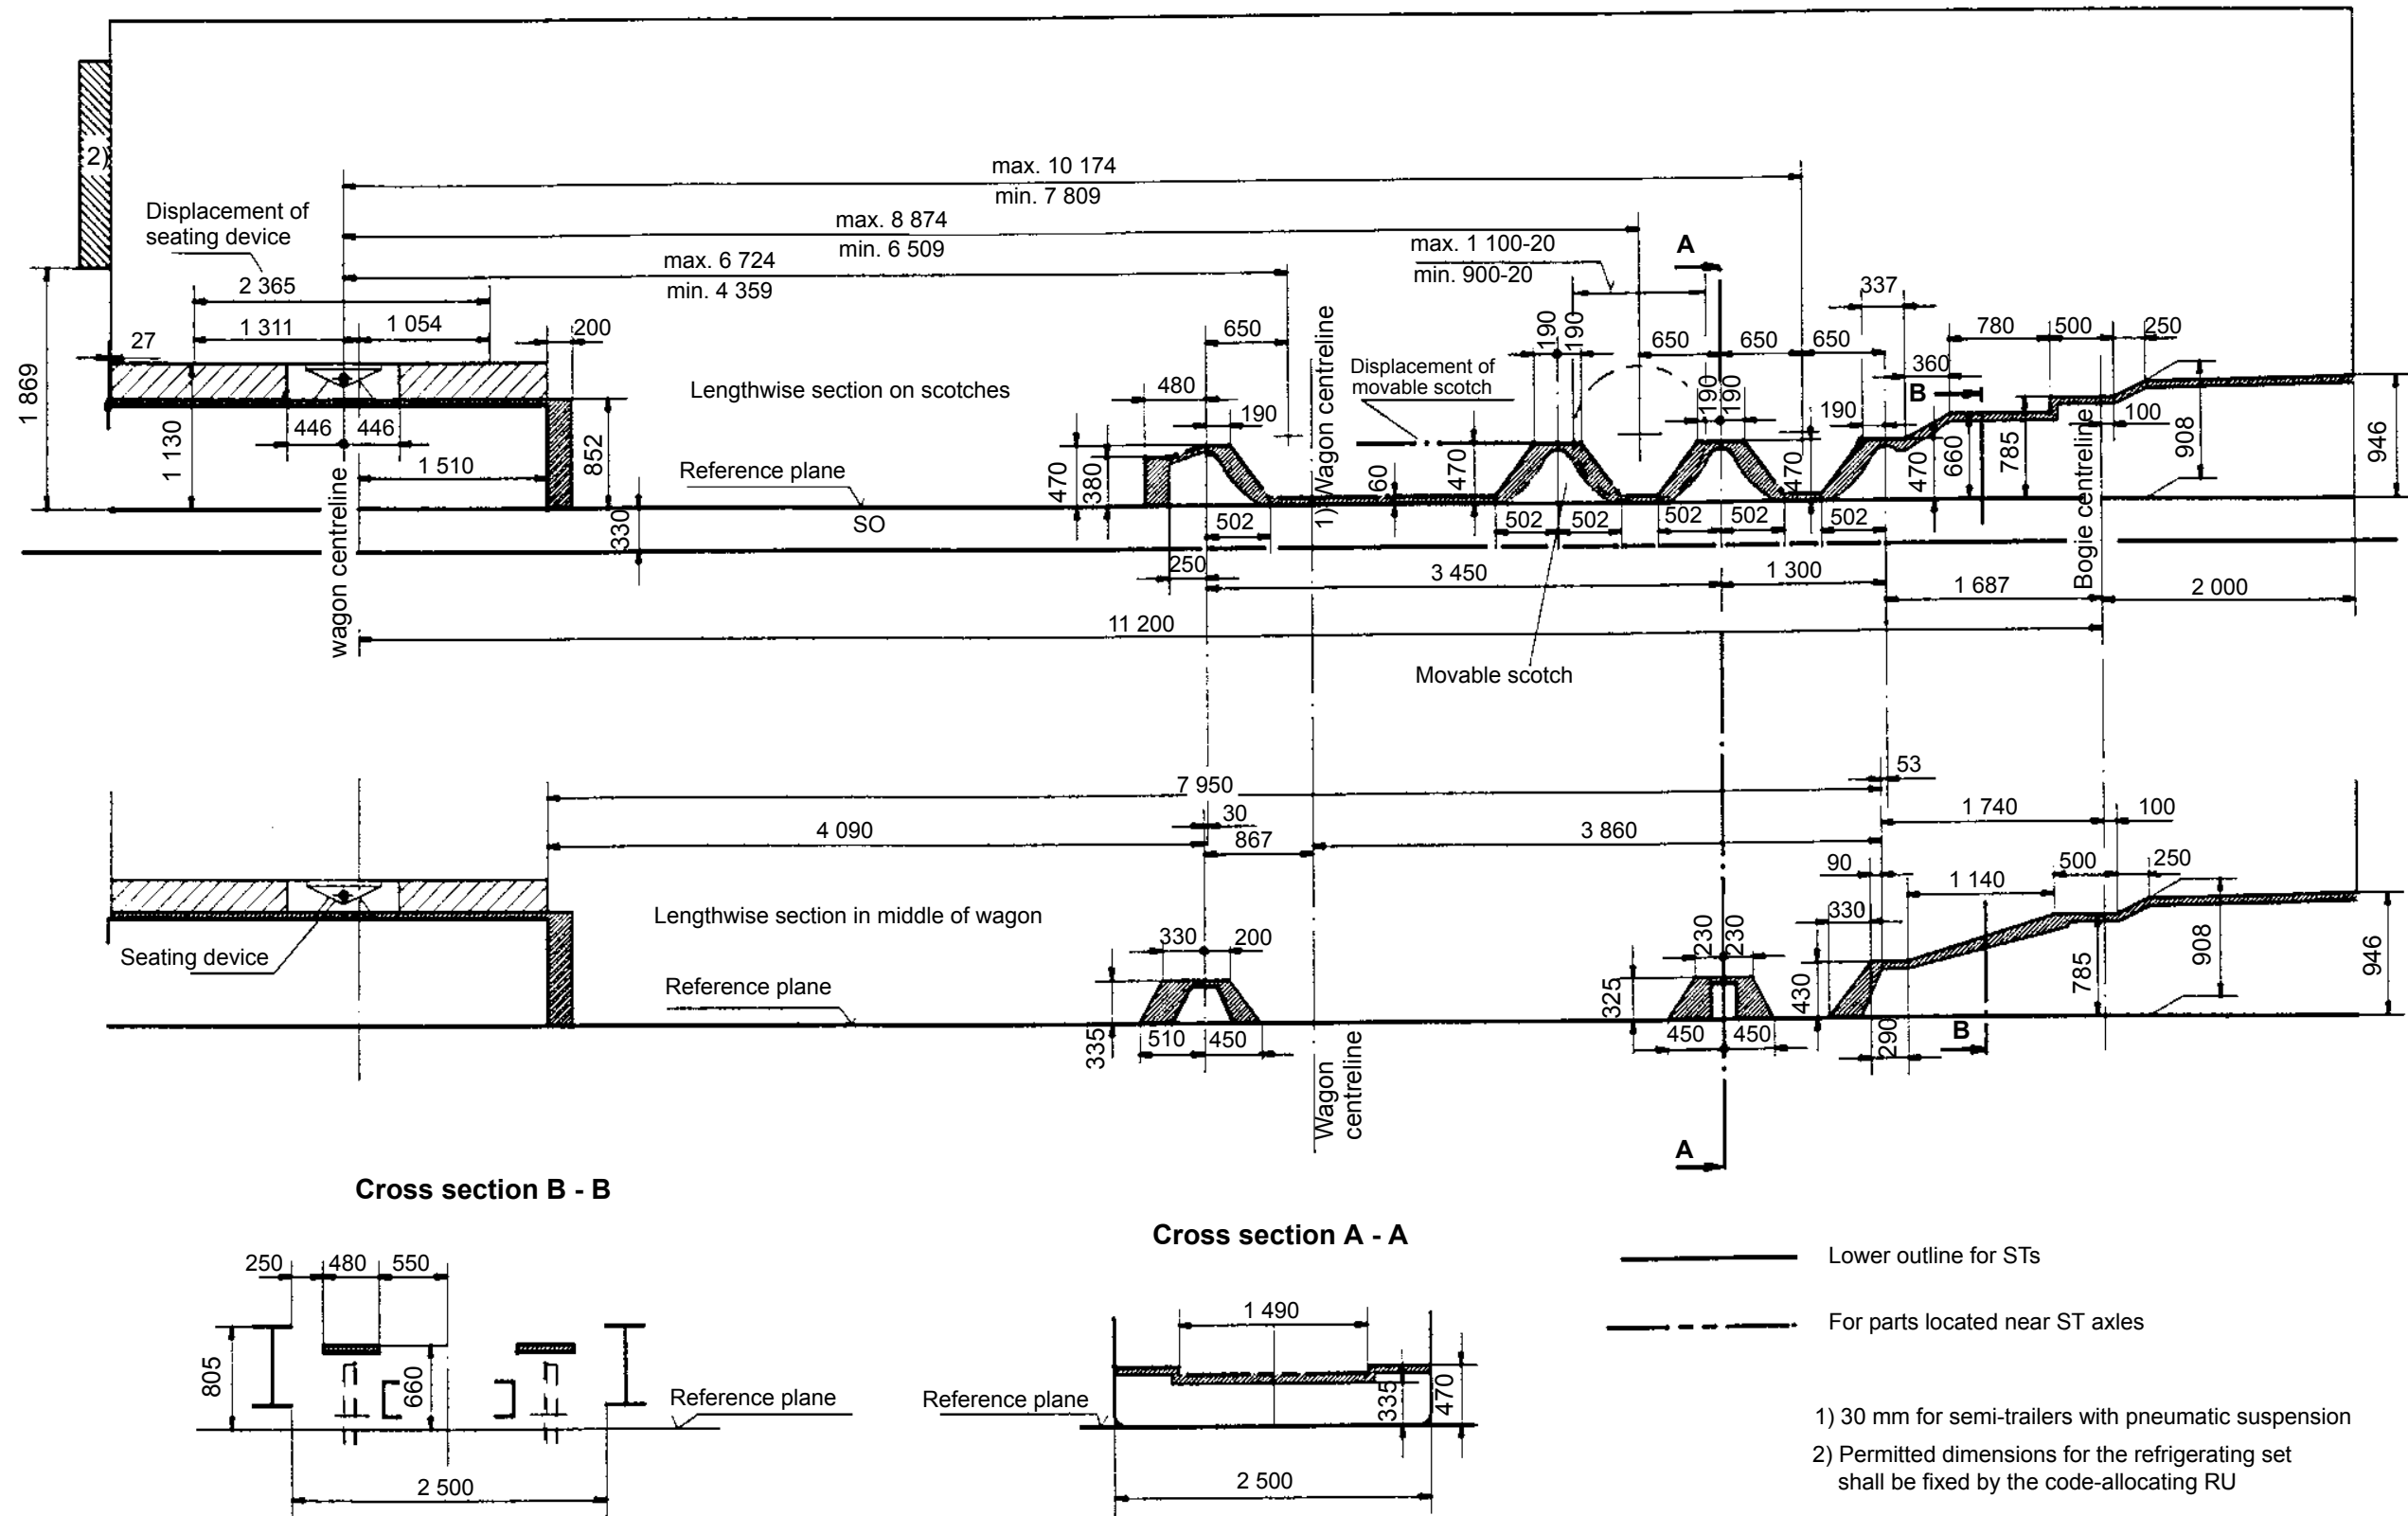 max. 10 174
min. 7 809
2)
Displacement of
seating device
max. 8 874
min. 6 509
max. 6 724
min. 4 359
max. 1 100-20
min. 900-20
A
2 365
337
1 311
1 054
27
200
650
190
190
650
650
650
780
500
250
1 869
Lengthwise section on scotches
480
190
Wagon centreline
1)
Displacement of
movable scotch
190
190
190
360
B
100
908
946
1 130
446
446
852
1 510
470
380
60
470
470
470
660
785
Reference plane
SO
330
502
502
502
502
502
502
wagon centreline
250
3 450
1 300
Bogie centreline
1 687
2 000
11 200
Movable scotch
53
7 950
30
1 740
100
4 090
867
3 860
90
500
250
1 140
Lengthwise section in middle of wagon
330
200
230
230
330
Seating device
908
946
Reference plane
325
430
785
335
510
450
450
450
290
B
Wagon
centreline
A
Cross section B - B
Cross section A - A
250
480
550
Lower outline for STs
1 490
For parts located near ST axles
805
660
Reference plane
Reference plane
335
470
1) 30 mm for semi-trailers with pneumatic suspension
2) Permitted dimensions for the refrigerating set
shall be fixed by the code-allocating RU
2 500
2 500